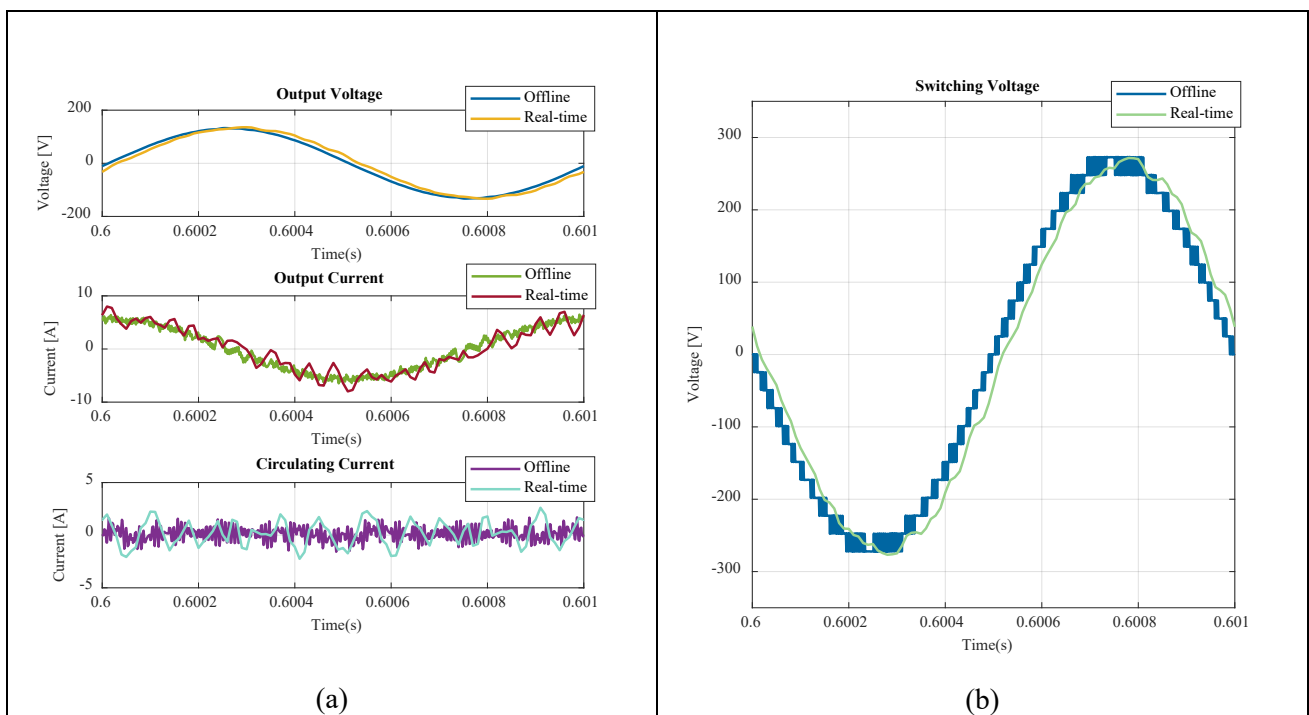 Output Voltage
Offline
Real-time
200
0
-200
Voltage [V]
0.6 0.6002 0.6004 0.6006 0.6008 0.601
Time(s)
Output Current
Offline
Real-time
10
0
-10
Current [A]
0.6 0.6002 0.6004 0.6006 0.6008 0.601
Time(s)
Circulating Current
Offline
Real-time
5
0
-5
Current [A]
0.6 0.6002 0.6004 0.6006 0.6008 0.601
Time(s)
(a)
Switching Voltage
Offline
Real-time
300
200
100
0
-100
-200
-300
Voltage [V]
0.6 0.6002 0.6004 0.6006 0.6008 0.601
Time(s)
(b)